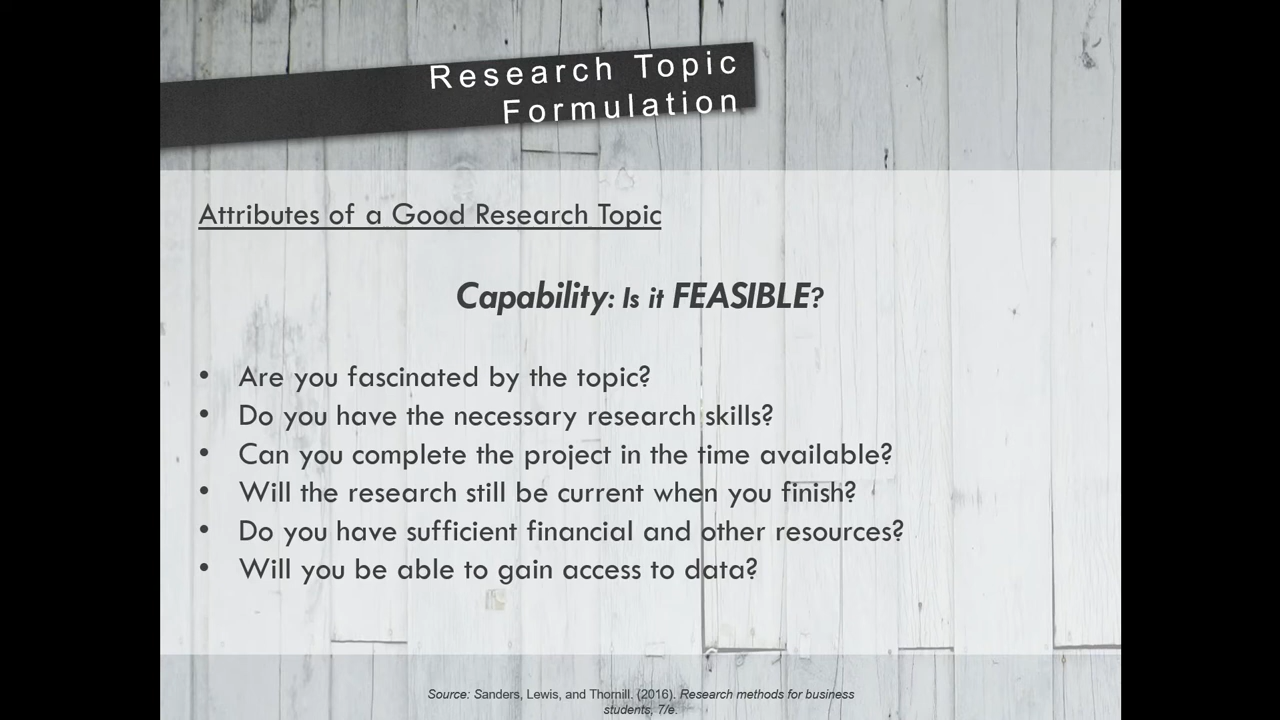 Research Topic
Formulation
Attributes of a Good Research Topic
Capability: Is it FEASIBLE?
• Are you fascinated by the topic?
• Do you have the necessary research skills?
• Can you complete the project in the time available?
• Will the research still be current when you finish?
• Do you have sufficient financial and other resources?
• Will you be able to gain access to data?
Source: Sanders, Lewis, and Thornill. (2016). Research methods for business
students, 7/e.